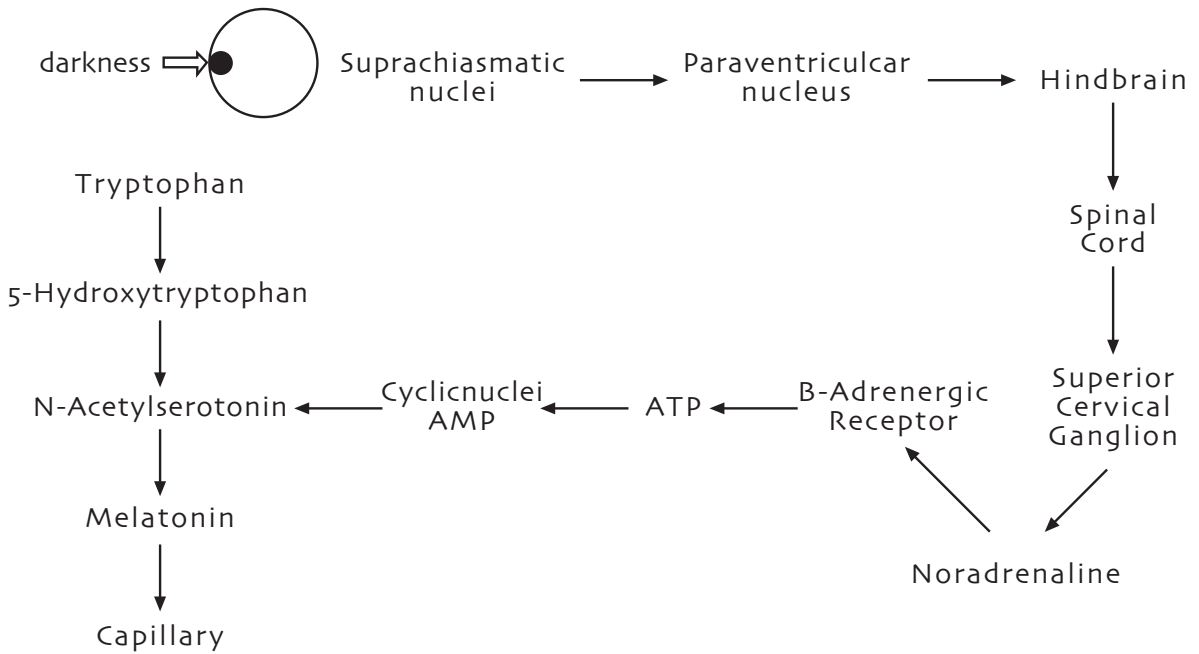 darkness
Suprachiasmatic
nuclei
Paraventriculcar
nucleus
Hindbrain
Tryptophan
Spinal
Cord
5-Hydroxytryptophan
N-Acetylserotonin
Cyclicnuclei
AMP
ATP
B-Adrenergic
Receptor
Superior
Cervical
Ganglion
Melatonin
Noradrenaline
Capillary